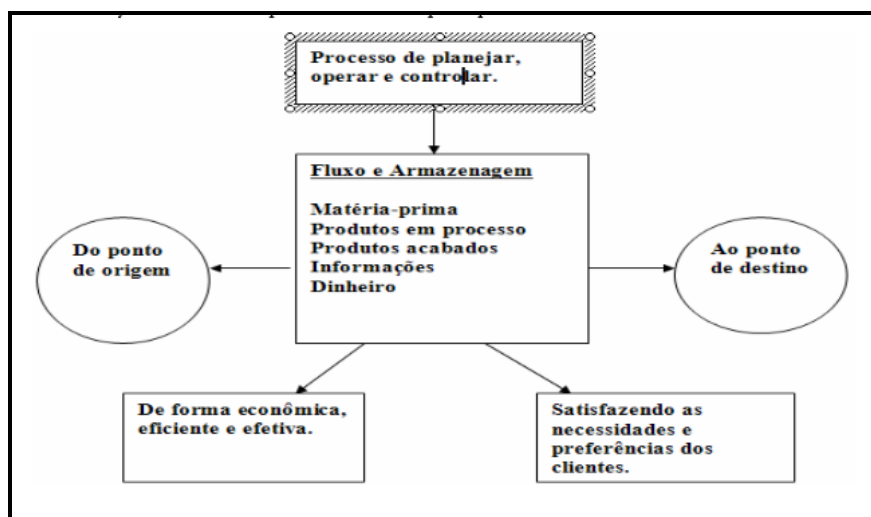 Processo de planejar,
operar e controlar.
Fluxo e Armazenagem
Matéria-prima
Produtos em processo
Produtos acabados
Informações
Dinheiro
Do ponto
de origem
Ao ponto
de destino
De forma econômica,
eficiente e efetiva.
Satisfazendo as
necessidades e
preferências dos
clientes.